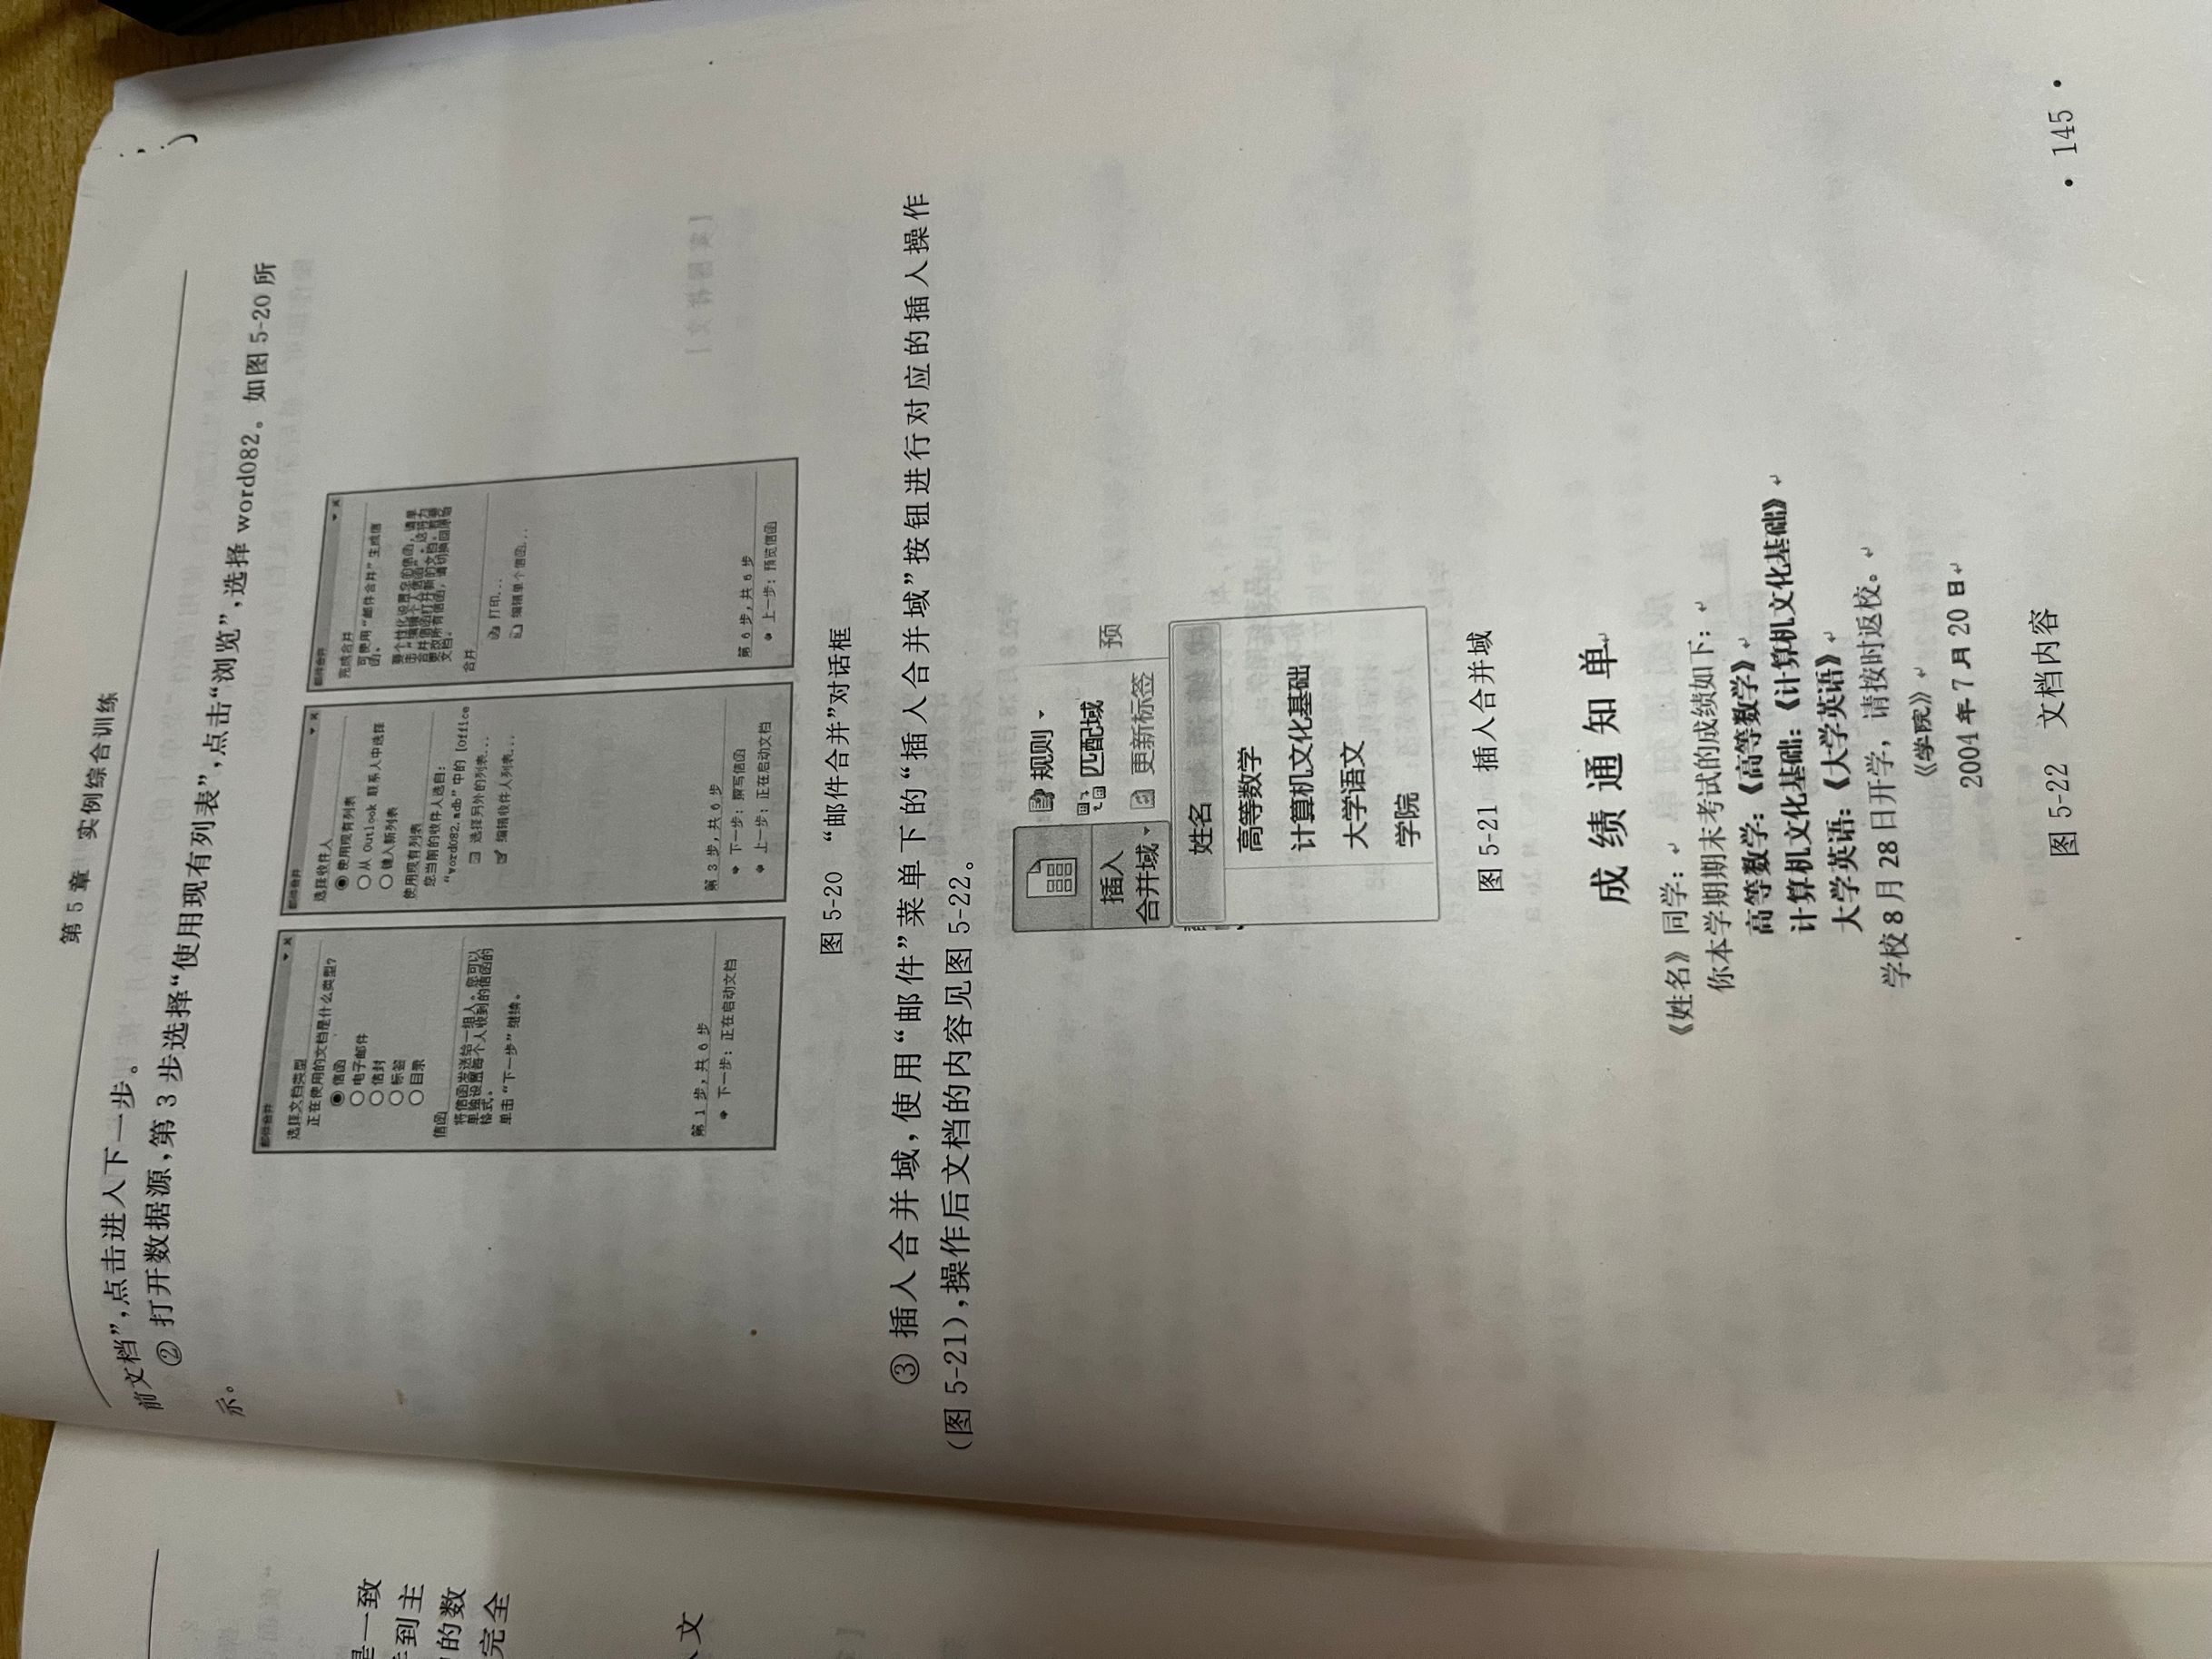 第 5 章　实例综合训练
前文档”,点击进入下一步。
② 打开数据源,第 3 步选择“使用现有列表”,点击“浏览”,选择 word082。如图 5-20 所
示。
邮件合并
选择文档类型
正在使用的文档是什么类型?
信函
电子邮件
信封
标签
目录
信函
将信函发送给一组人。您可以
单独设置每个人收到的信函的
格式。
单击“下一步”继续。
第 1 步,共 6 步
下一步: 正在启动文档
邮件合并
选择收件人
使用现有列表
从 Outlook 联系人中选择
键入新列表
使用现有列表
您当前的收件人选自:
“word082.mdb”中的 [Office
选择另外的列表...
编辑收件人列表...
第 3 步,共 6 步
下一步: 撰写信函
上一步: 正在启动文档
邮件合并
完成合并
可使用“邮件合并”生成信
函。
要个性化设置您的信函,请单
击“编辑个人信函”。这将为
合并信函打开新的文档。若要
更改所有信函,请切换回原始
文档。
合并
打印...
编辑单个信函...
第 6 步,共 6 步
上一步: 预览信函
图 5-20　“邮件合并”对话框
③ 插入合并域,使用“邮件”菜单下的“插入合并域”按钮进行对应的插入操作
(图 5-21),操作后文档的内容见图 5-22。
插入
合并域
规则
匹配域
更新标签
预
姓名
高等数学
计算机文化基础
大学语文
学院
图 5-21　插入合并域
成 绩 通 知 单
《姓名》同学:
你本学期期末考试的成绩如下:
高等数学:《高等数学》
计算机文化基础:《计算机文化基础》
大学英语:《大学英语》
学校 8 月 28 日开学, 请按时返校。
《学院》
2004 年 7 月 20 日
图 5-22　文档内容
· 145 ·
是一致
到主
的数
完全
文